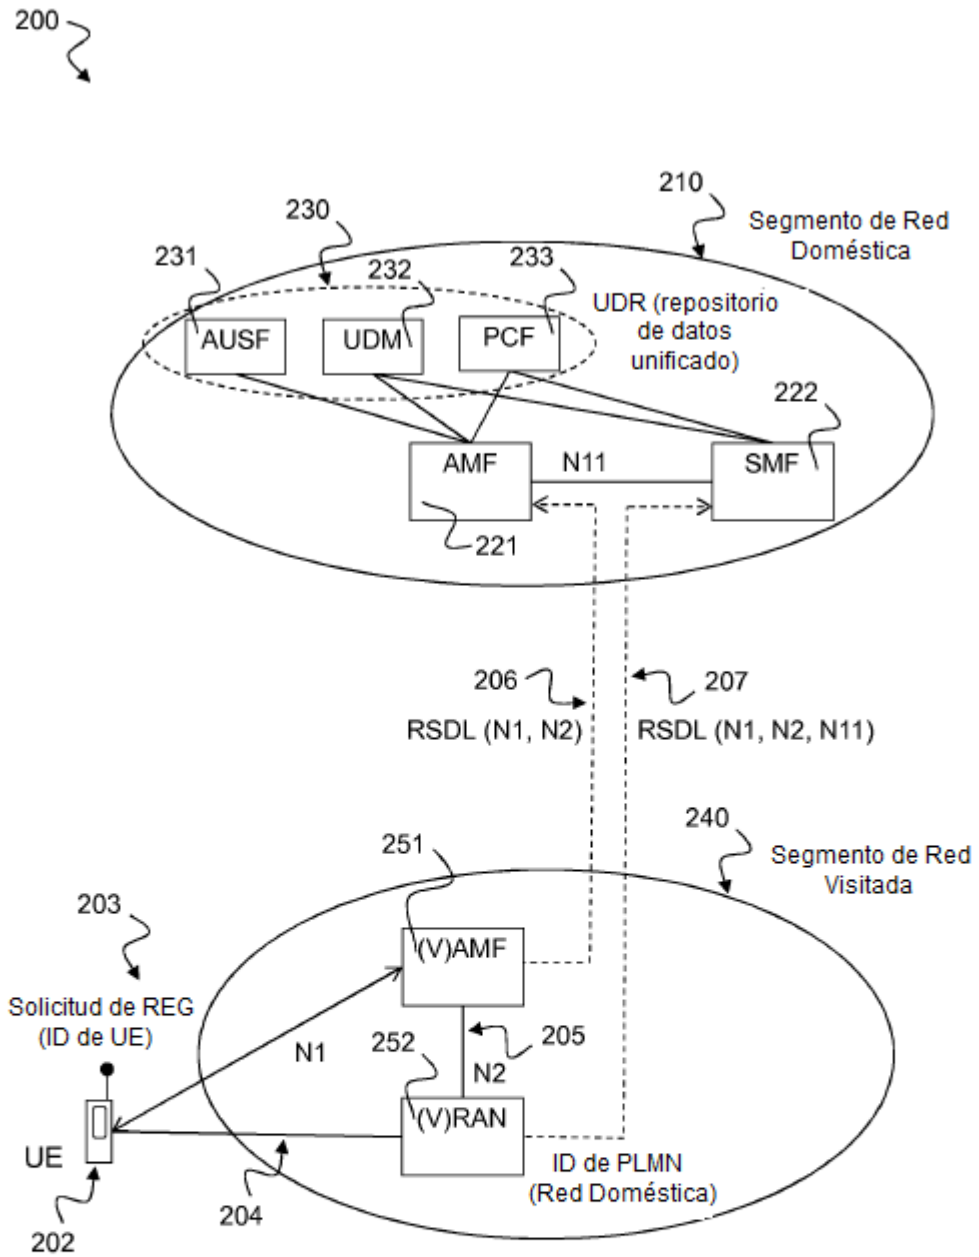 200
210
Segmento de Red
Doméstica
230
231
232
233
UDR (repositorio
de datos
unificado)
AUSF
UDM
PCF
222
AMF
N11
SMF
221
206
207
RSDL (N1, N2)
RSDL (N1, N2, N11)
240
251
Segmento de Red
Visitada
203
(V)AMF
Solicitud de REG
(ID de UE)
N1
252
205
N2
(V)RAN
UE
ID de PLMN
(Red Doméstica)
204
202